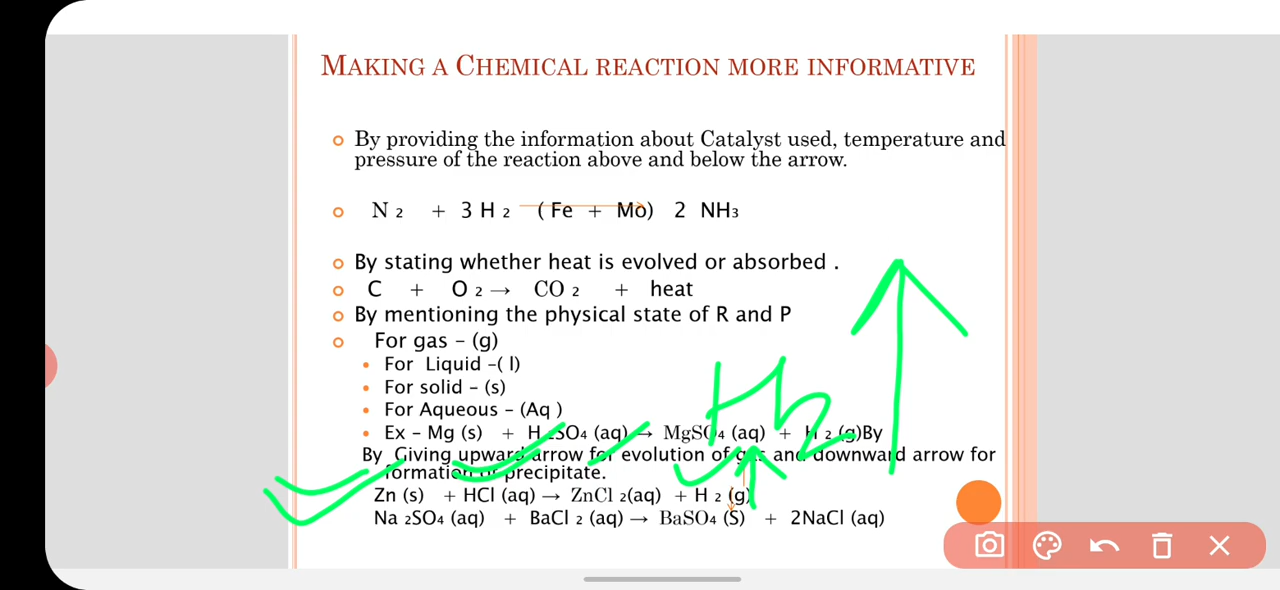 MAKING A CHEMICAL REACTION MORE INFORMATIVE
By providing the information about Catalyst used, temperature and
pressure of the reaction above and below the arrow.
N 2 + 3 H 2 ( Fe + Mo) 2 NH3
By stating whether heat is evolved or absorbed .
C + O 2 → CO 2 + heat
By mentioning the physical state of R and P
For gas – (g)
For Liquid –( l)
For solid – (s)
For Aqueous – (Aq )
Ex – Mg (s) + H 2SO4 (aq) → MgSO4 (aq) + H 2 (g)By
By Giving upward arrow for evolution of gas and downward arrow for
formation of precipitate.
Zn (s) + HCl (aq) → ZnCl 2(aq) + H 2 (g)
Na 2SO4 (aq) + BaCl 2 (aq) → BaSO4 (S) + 2NaCl (aq)
H2 ↑